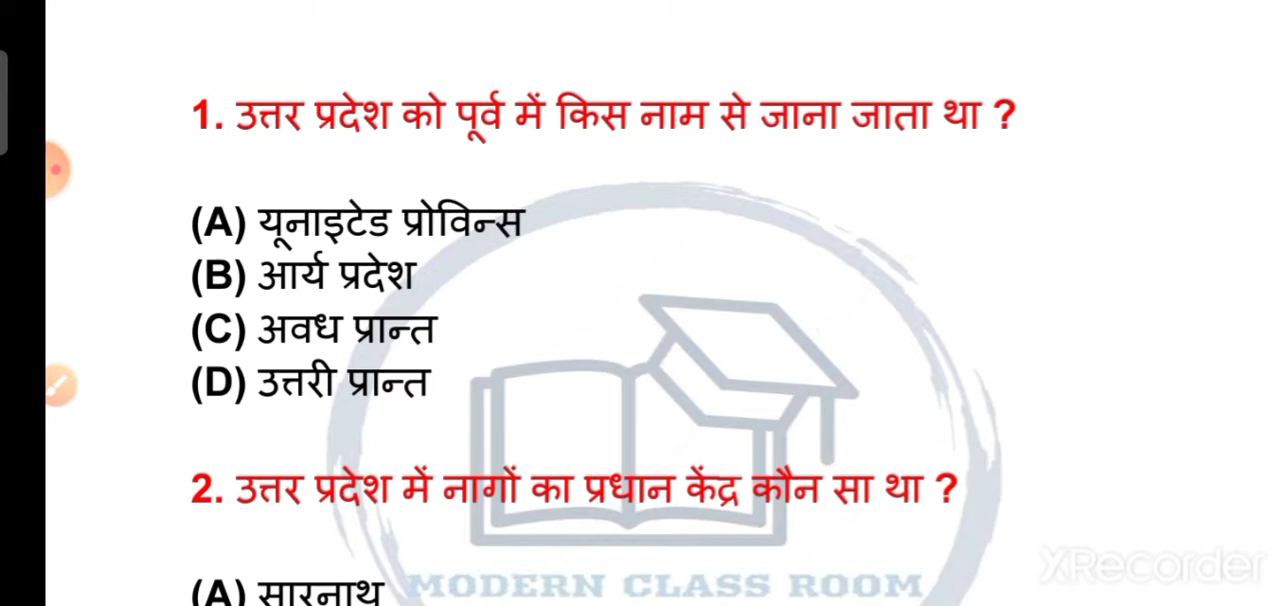 1. उत्तर प्रदेश को पूर्व में किस नाम से जाना जाता था ?
(A) यूनाइटेड प्रोविन्स
(B) आर्य प्रदेश
(C) अवध प्रान्त
(D) उत्तरी प्रान्त
2. उत्तर प्रदेश में नागों का प्रधान केंद्र कौन सा था ?
(A) सारनाथ
MODERN CLASS ROOM
XRecorder